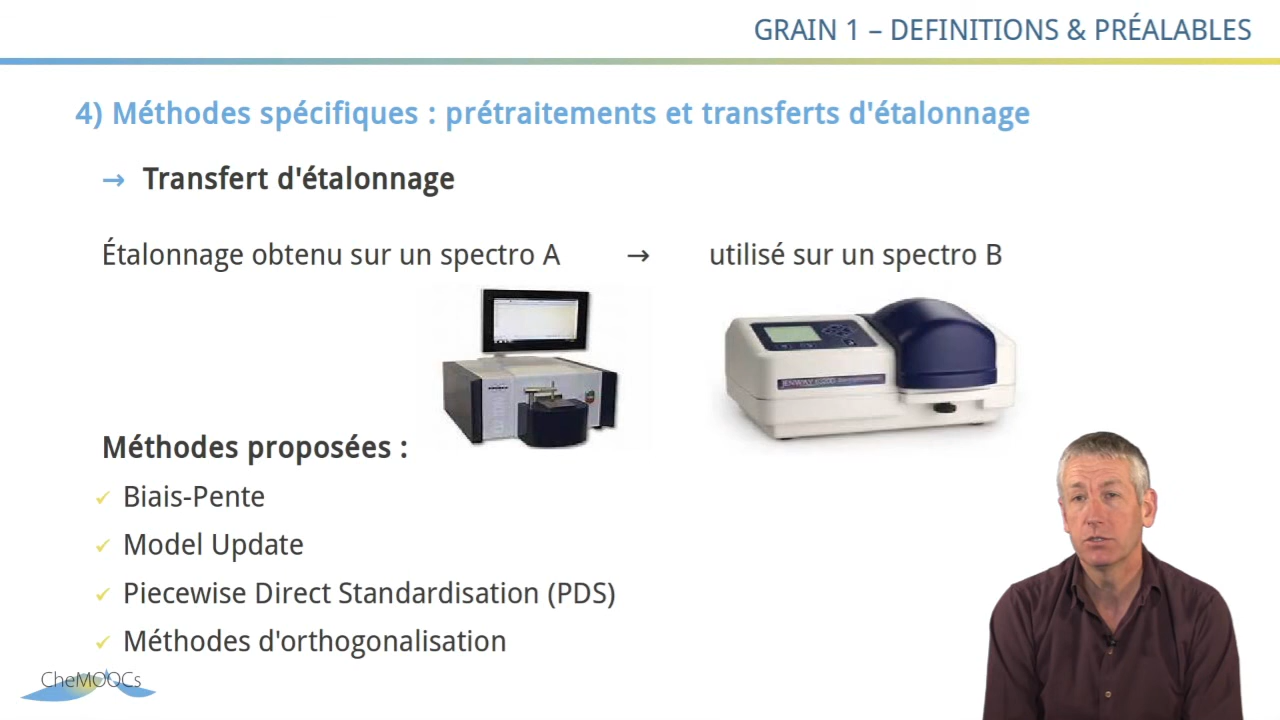 GRAIN 1 – DEFINITIONS & PRÉALABLES
4) Méthodes spécifiques : prétraitements et transferts d'étalonnage
→ Transfert d'étalonnage
Étalonnage obtenu sur un spectro A → utilisé sur un spectro B
JENWAY
Méthodes proposées :
✓ Biais-Pente
✓ Model Update
✓ Piecewise Direct Standardisation (PDS)
✓ Méthodes d'orthogonalisation
CheMOOCs